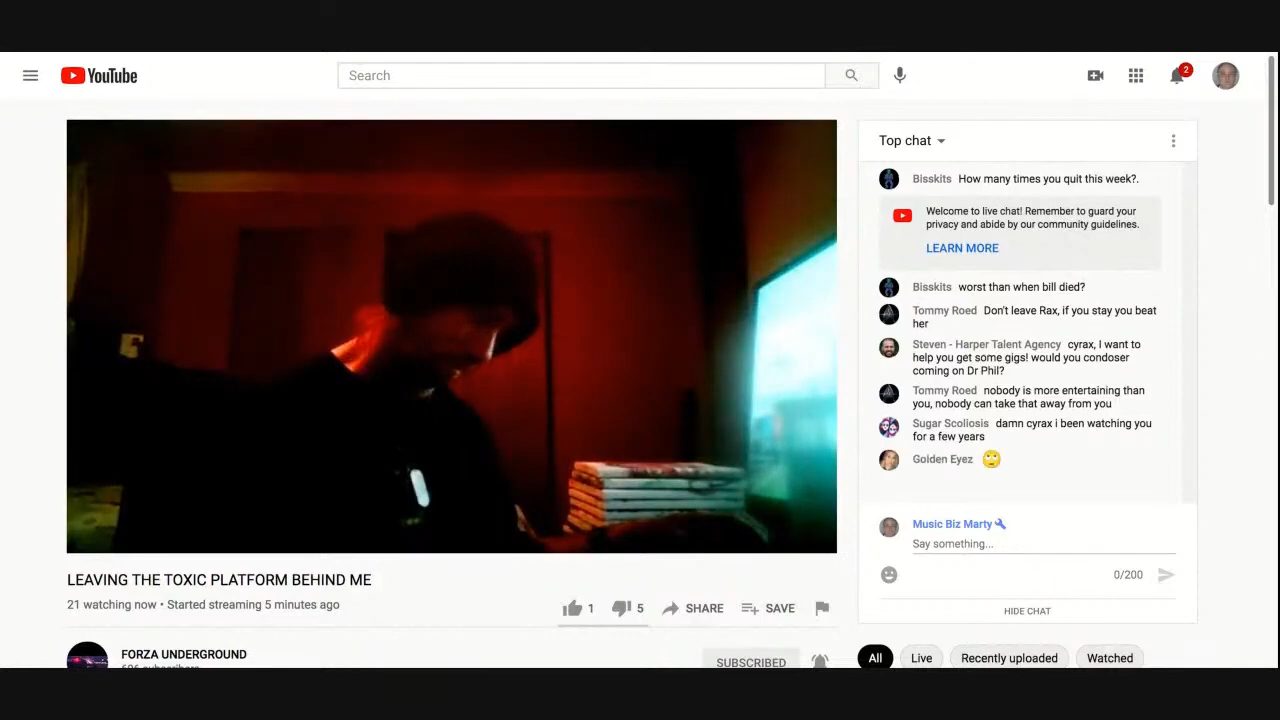 YouTube
Search
2
Top chat
Bisskits How many times you quit this week?.
Welcome to live chat! Remember to guard your
privacy and abide by our community guidelines.
LEARN MORE
Bisskits worst than when bill died?
Tommy Roed Don't leave Rax, if you stay you beat
her
Steven - Harper Talent Agency cyrax, I want to
help you get some gigs! would you condoser
coming on Dr Phil?
Tommy Roed nobody is more entertaining than
you, nobody can take that away from you
Sugar Scoliosis damn cyrax i been watching you
for a few years
Goiden Eyez
Music Biz Marty
Say something...
0/200
HIDE CHAT
LEAVING THE TOXIC PLATFORM BEHIND ME
21 watching now • Started streaming 5 minutes ago
1
5
SHARE
SAVE
FORZA UNDERGROUND
SUBSCRIBED
All
Live
Recently uploaded
Watched